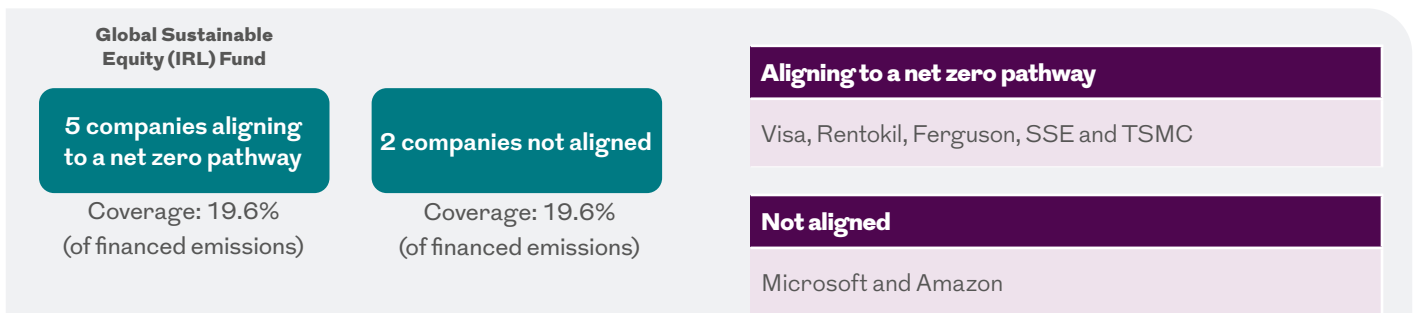 Global Sustainable
Equity (IRL) Fund
5 companies aligning
to a net zero pathway
Coverage: 19.6%
(of financed emissions)
2 companies not aligned
Coverage: 19.6%
(of financed emissions)
Aligning to a net zero pathway
Visa, Rentokil, Ferguson, SSE and TSMC
Not aligned
Microsoft and Amazon